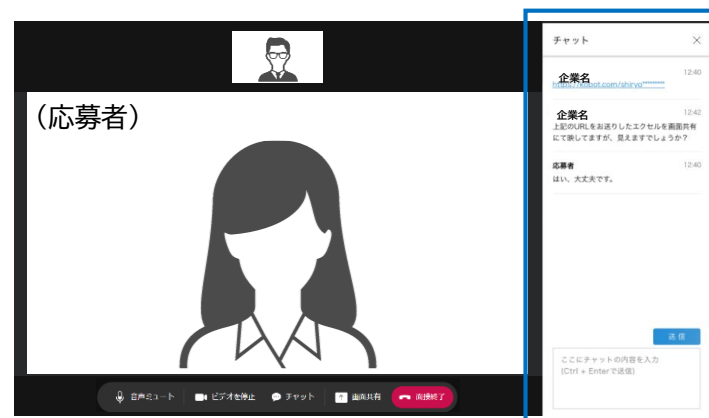 (応募者)
チャット
企業名 12:40
企業名 12:42
上記のURLをお送りしたエクセルを画面共有
にて映してますが、見えますでしょうか?
応募者 12:40
はい、大丈夫です。
送信
ここにチャットの内容を入力
(Ctrl + Enterで送信)
音声ミュート ビデオを停止 チャット 画面共有 面接終了